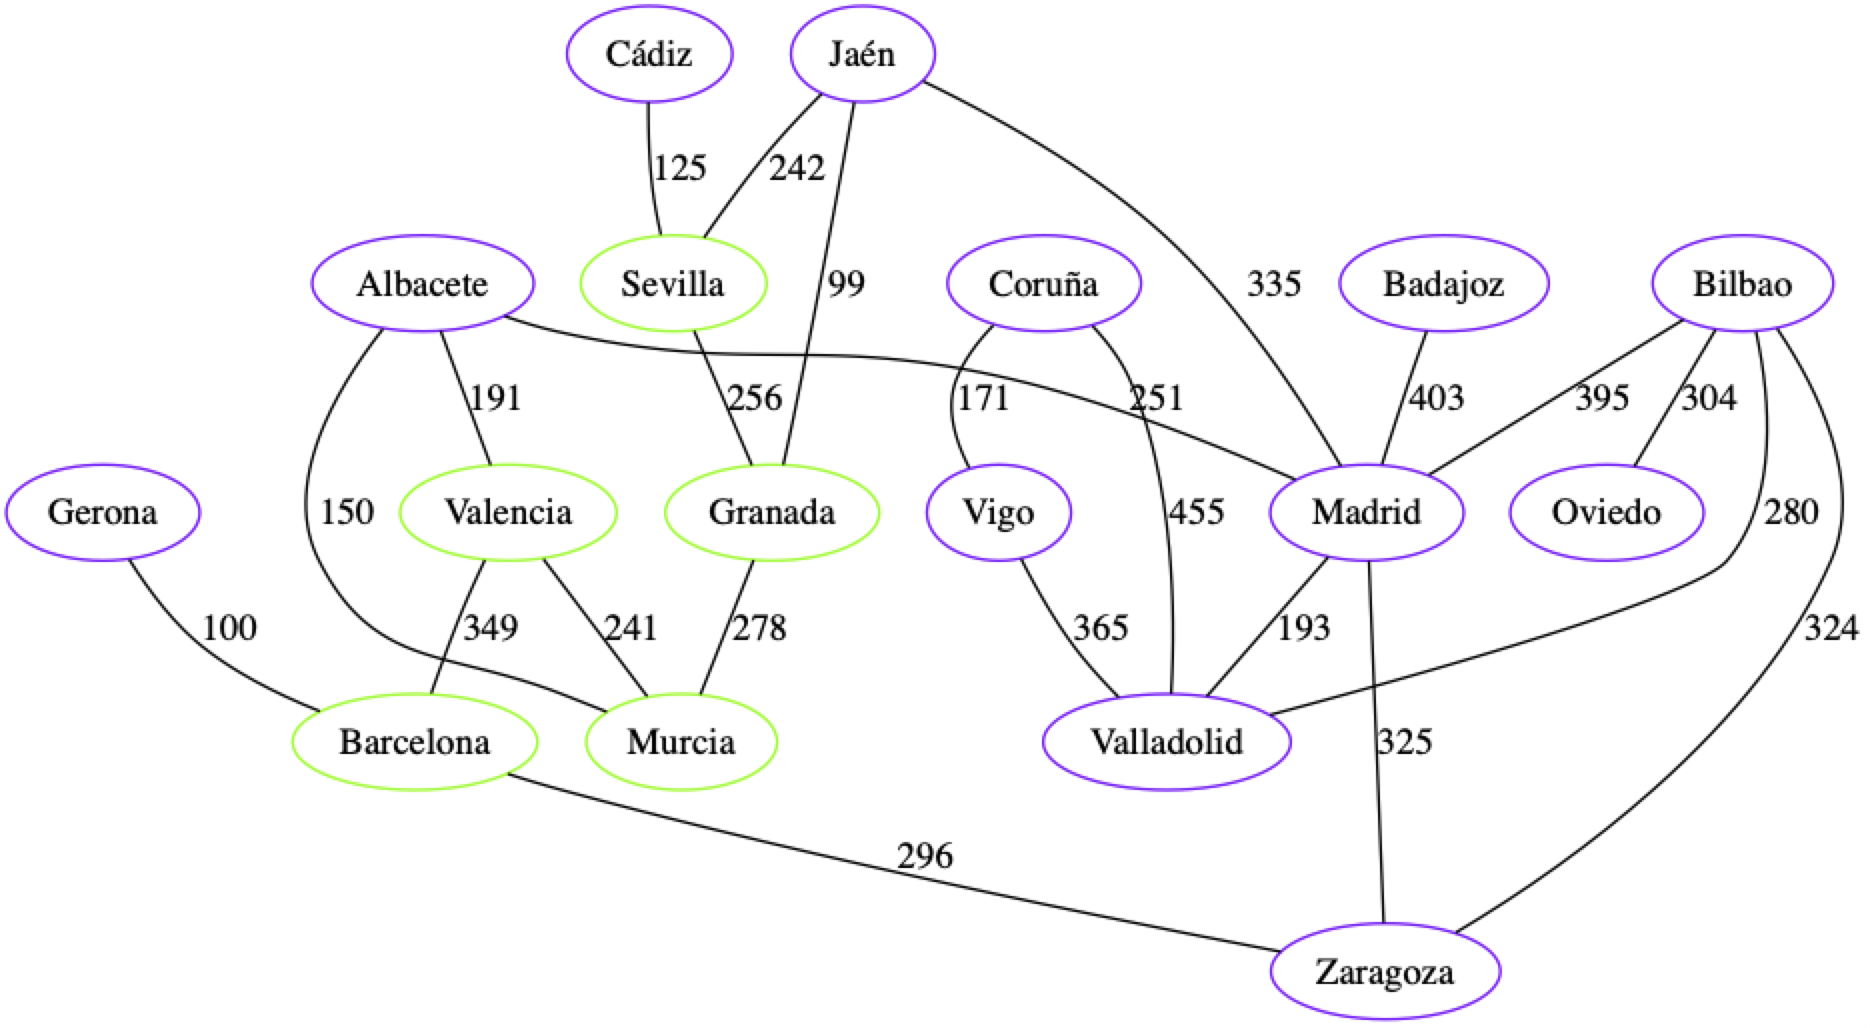 Cádiz Jaén
125 242
Albacete Sevilla 99 Coruña 335 Badajoz Bilbao
191 256 171 251 403 395 304
Gerona 150 Valencia Granada Vigo 455 Madrid Oviedo 280
100 349 241 278 365 193 324
Barcelona Murcia Valladolid 325
296
Zaragoza